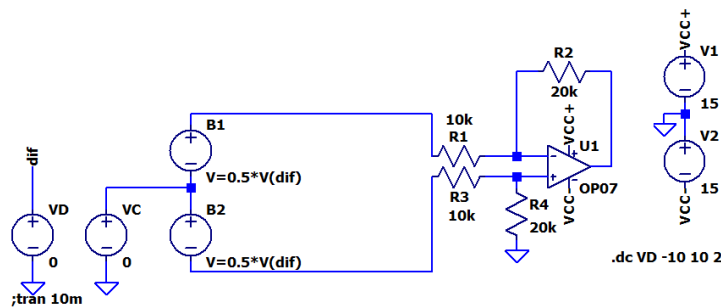 dif
VD
0
;tran 10m
VC
0
B1
V=0.5*V(dif)
B2
V=0.5*V(dif)
10k
R1
R3
10k
R2
20k
VCC+
U1
OP07
VCC-
R4
20k
VCC+
V1
15
V2
15
VCC-
.dc VD -10 10 2